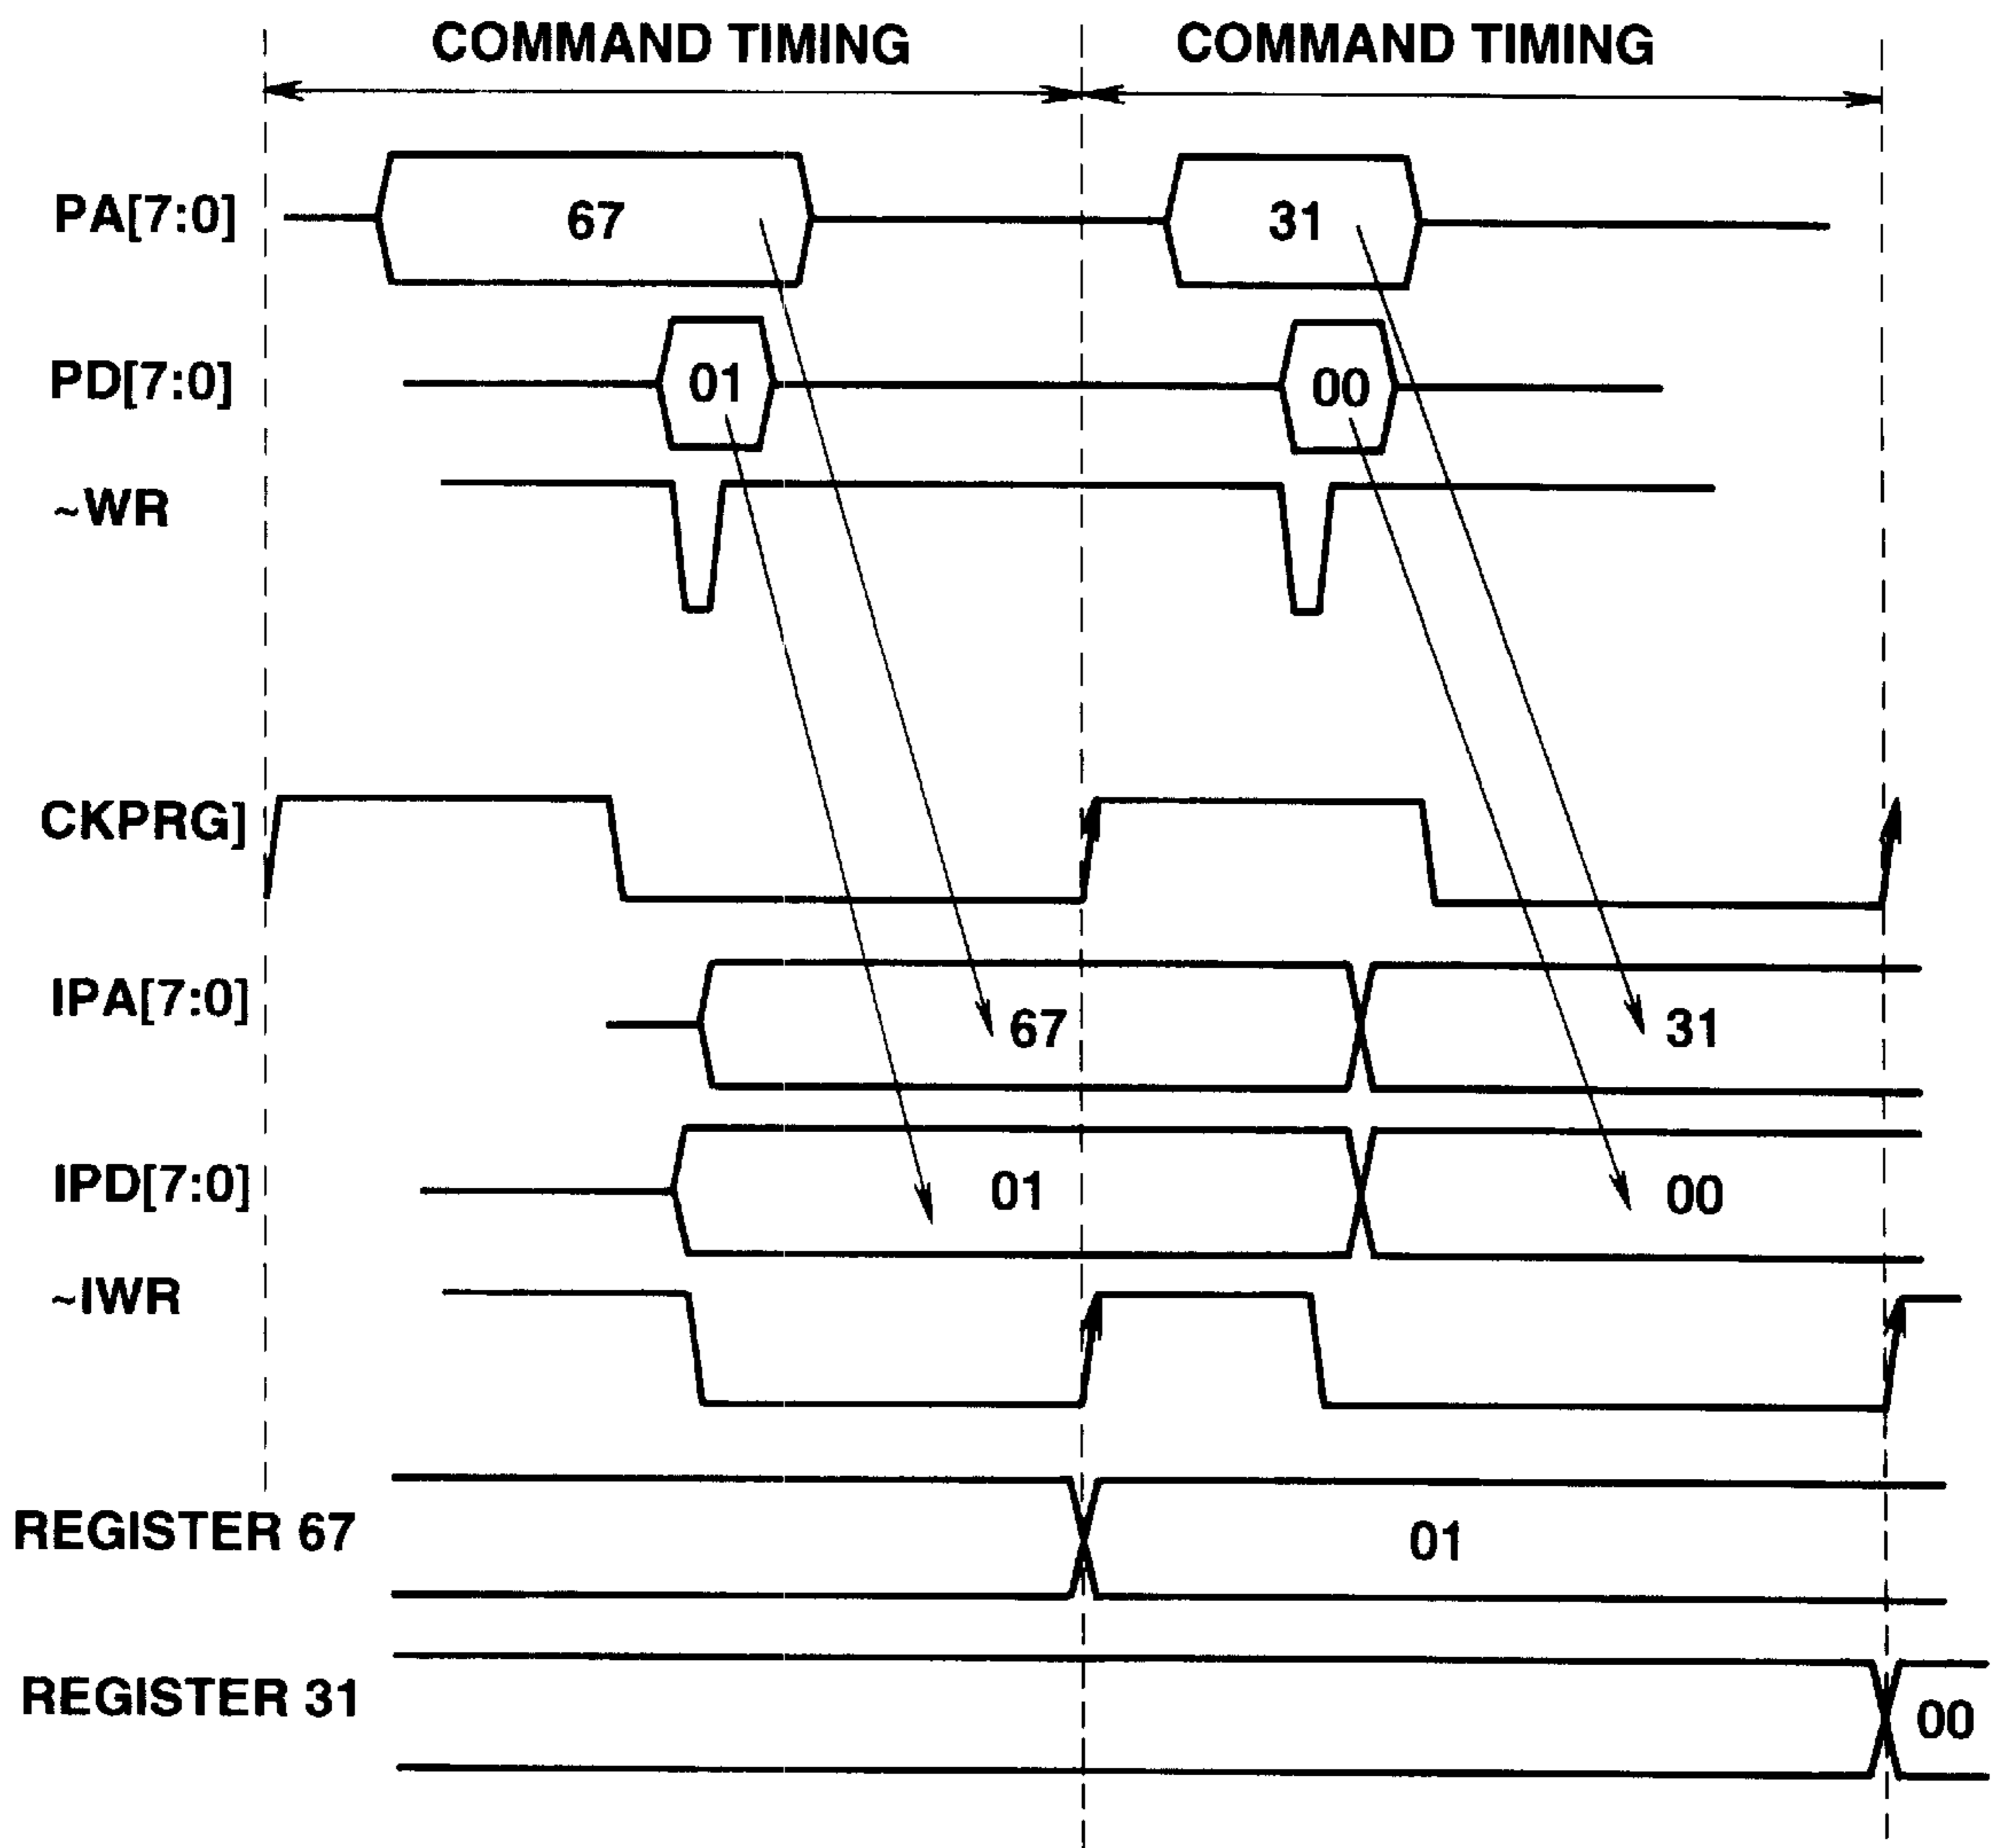 COMMAND TIMING COMMAND TIMING
PA[7:0] 67 31
PD[7:0] 01 00
~WR
CKPRG]
IPA[7:0] 67 31
IPD[7:0] 01 00
~IWR
REGISTER 67 01
REGISTER 31 00